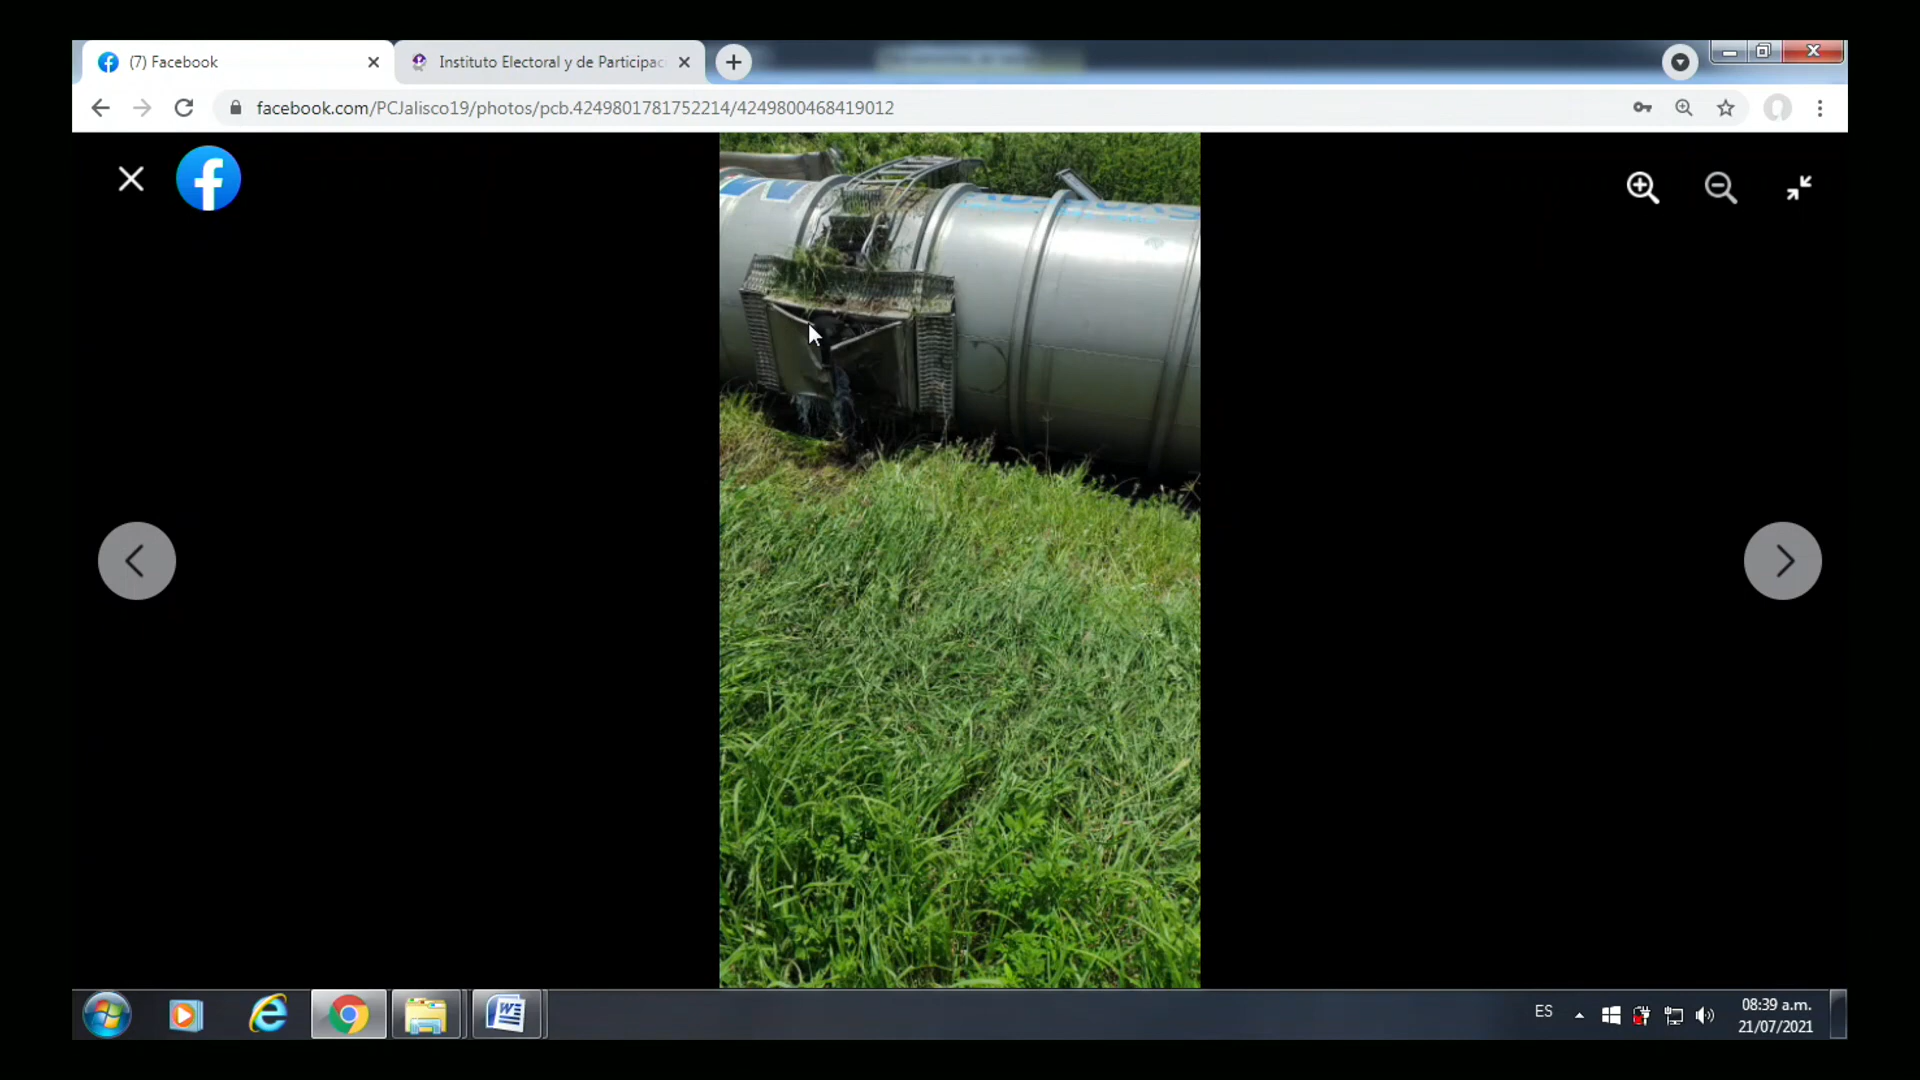 (7) Facebook
Instituto Electoral y de Participac
facebook.com/PCJalisco19/photos/pcb.4249801781752214/4249800468419012
ES
08:39 a.m.
21/07/2021